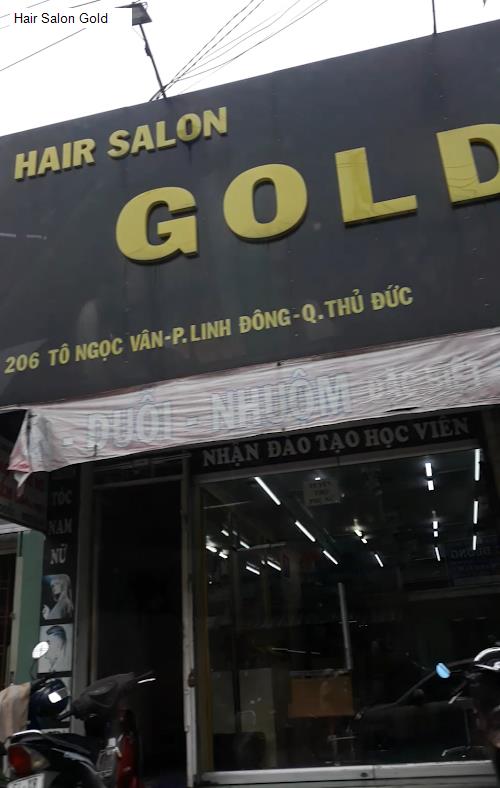 Hair Salon Gold
HAIR SALON
GOLD
206 TÔ NGỌC VÂN-P.LINH ĐÔNG-Q.THỦ ĐỨC
- DUỖI - NHUỘM
NHẬN ĐÀO TẠO HỌC VIÊN
TÓC
NAM
NỮ